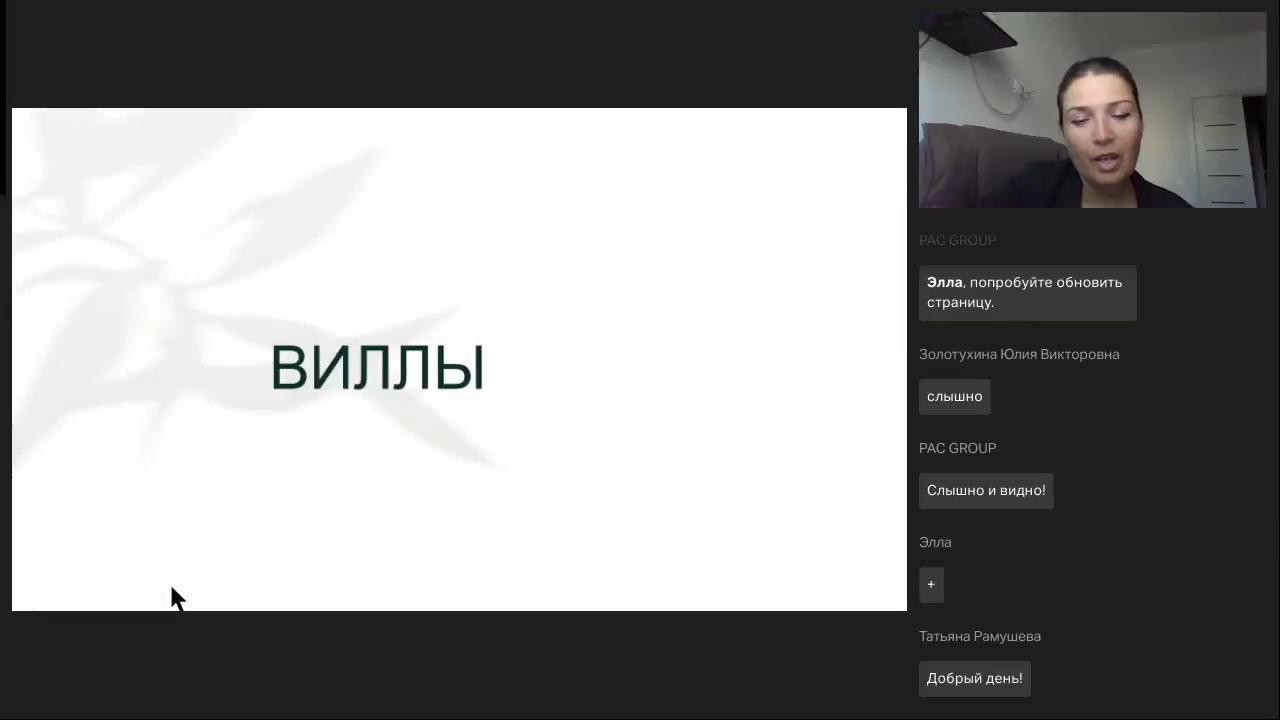 ВИЛЛЫ
PAC GROUP
Элла, попробуйте обновить
страницу.
Золотухина Юлия Викторовна
слышно
PAC GROUP
Слышно и видно!
Элла
+
Татьяна Рамушева
Добрый день!